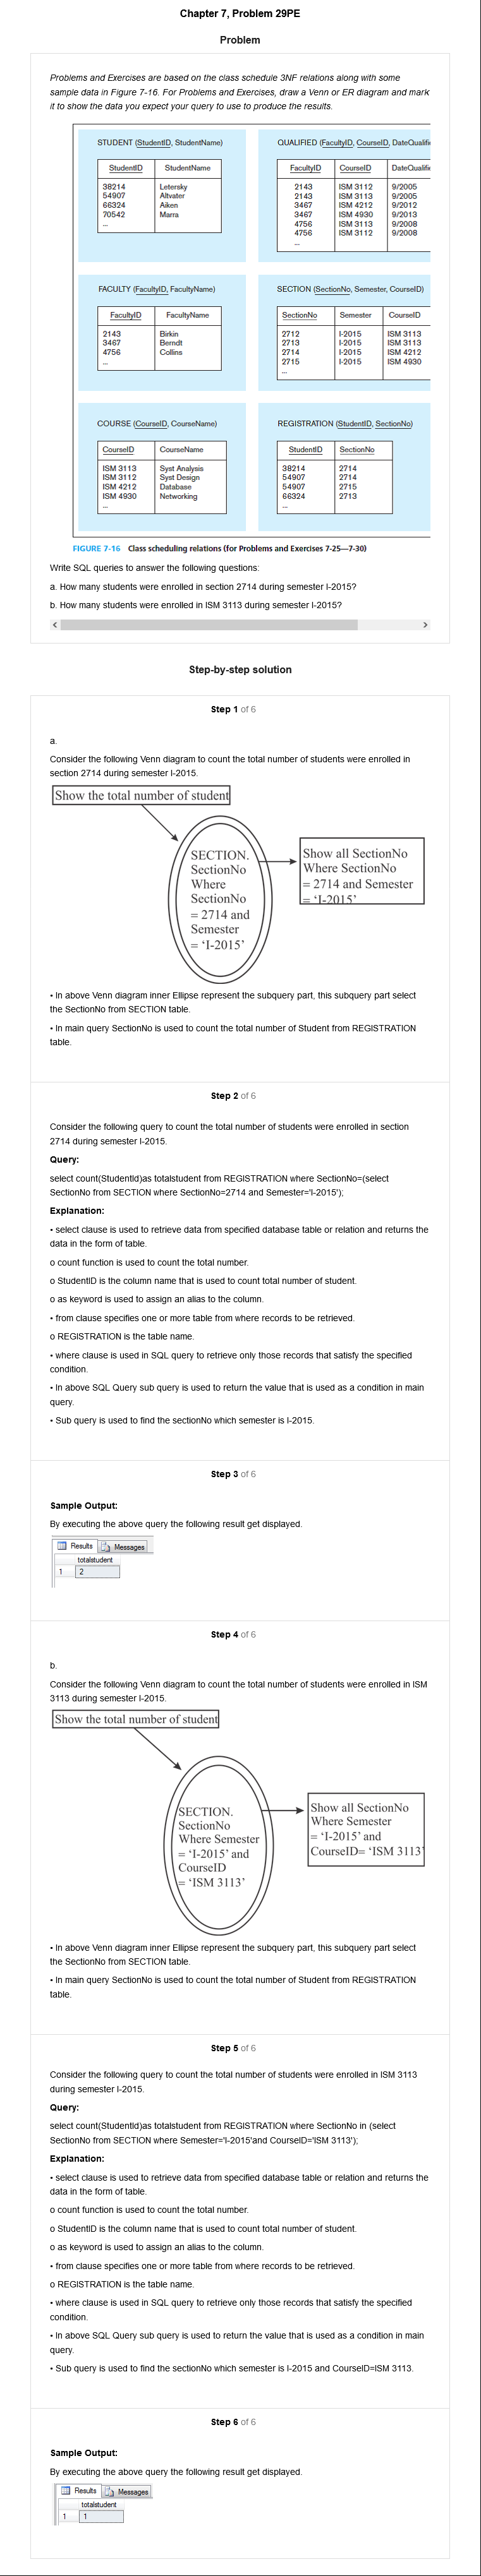 Chapter 7, Problem 29PE
Problem
Problems and Exercises are based on the class schedule 3NF relations along with some
sample data in Figure 7-16. For Problems and Exercises, draw a Venn or ER diagram and mark
it to show the data you expect your query to use to produce the results.
STUDENT (StudentID, StudentName)
StudentID StudentName
38214 Letersky
54907 Altvater
66324 Aiken
70542 Marra
...
QUALIFIED (FacultyID, CourseID, DateQualifie
FacultyID CourseID DateQualifie
2143 ISM 3112 9/2005
2143 ISM 3113 9/2005
3467 ISM 4212 9/2012
3467 ISM 4930 9/2013
4756 ISM 3113 9/2008
4756 ISM 3112 9/2008
...
FACULTY (FacultyID, FacultyName)
FacultyID FacultyName
2143 Birkin
3467 Berndt
4756 Collins
...
SECTION (SectionNo, Semester, CourseID)
SectionNo Semester CourseID
2712 I-2015 ISM 3113
2713 I-2015 ISM 3113
2714 I-2015 ISM 4212
2715 I-2015 ISM 4930
...
COURSE (CourseID, CourseName)
CourseID CourseName
ISM 3113 Syst Analysis
ISM 3112 Syst Design
ISM 4212 Database
ISM 4930 Networking
...
REGISTRATION (StudentID, SectionNo)
StudentID SectionNo
38214 2714
54907 2714
54907 2715
66324 2713
...
FIGURE 7-16 Class scheduling relations (for Problems and Exercises 7-25—7-30)
Write SQL queries to answer the following questions:
a. How many students were enrolled in section 2714 during semester I-2015?
b. How many students were enrolled in ISM 3113 during semester I-2015?
Step-by-step solution
Step 1 of 6
a.
Consider the following Venn diagram to count the total number of students were enrolled in
section 2714 during semester I-2015.
Show the total number of student
SECTION.
SectionNo
Where
SectionNo
= 2714 and
Semester
= ‘I-2015’
Show all SectionNo
Where SectionNo
= 2714 and Semester
= ‘I-2015’
• In above Venn diagram inner Ellipse represent the subquery part, this subquery part select
the SectionNo from SECTION table.
• In main query SectionNo is used to count the total number of Student from REGISTRATION
table.
Step 2 of 6
Consider the following query to count the total number of students were enrolled in section
2714 during semester I-2015.
Query:
select count(StudentId)as totalstudent from REGISTRATION where SectionNo=(select
SectionNo from SECTION where SectionNo=2714 and Semester='I-2015');
Explanation:
• select clause is used to retrieve data from specified database table or relation and returns the
data in the form of table.
o count function is used to count the total number.
o StudentID is the column name that is used to count total number of student.
o as keyword is used to assign an alias to the column.
• from clause specifies one or more table from where records to be retrieved.
o REGISTRATION is the table name.
• where clause is used in SQL query to retrieve only those records that satisfy the specified
condition.
• In above SQL Query sub query is used to return the value that is used as a condition in main
query.
• Sub query is used to find the sectionNo which semester is I-2015.
Step 3 of 6
Sample Output:
By executing the above query the following result get displayed.
Results Messages
totalstudent
1 2
Step 4 of 6
b.
Consider the following Venn diagram to count the total number of students were enrolled in ISM
3113 during semester I-2015.
Show the total number of student
SECTION.
SectionNo
Where Semester
= ‘I-2015’ and
CourseID
= ‘ISM 3113’
Show all SectionNo
Where Semester
= ‘I-2015’ and
CourseID= ‘ISM 3113’
• In above Venn diagram inner Ellipse represent the subquery part, this subquery part select
the SectionNo from SECTION table.
• In main query SectionNo is used to count the total number of Student from REGISTRATION
table.
Step 5 of 6
Consider the following query to count the total number of students were enrolled in ISM 3113
during semester I-2015.
Query:
select count(StudentId)as totalstudent from REGISTRATION where SectionNo in (select
SectionNo from SECTION where Semester='I-2015'and CourseID='ISM 3113');
Explanation:
• select clause is used to retrieve data from specified database table or relation and returns the
data in the form of table.
o count function is used to count the total number.
o StudentID is the column name that is used to count total number of student.
o as keyword is used to assign an alias to the column.
• from clause specifies one or more table from where records to be retrieved.
o REGISTRATION is the table name.
• where clause is used in SQL query to retrieve only those records that satisfy the specified
condition.
• In above SQL Query sub query is used to return the value that is used as a condition in main
query.
• Sub query is used to find the sectionNo which semester is I-2015 and CourseID=ISM 3113.
Step 6 of 6
Sample Output:
By executing the above query the following result get displayed.
Results Messages
totalstudent
1 1